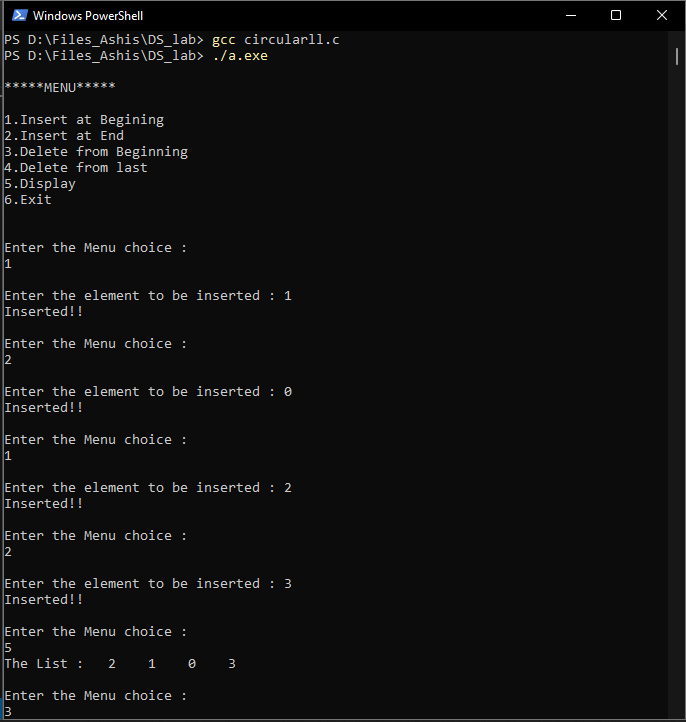 Windows PowerShell
PS D:\Files_Ashis\DS_lab> gcc circularll.c
PS D:\Files_Ashis\DS_lab> ./a.exe
*****MENU*****
1.Insert at Begining
2.Insert at End
3.Delete from Beginning
4.Delete from last
5.Display
6.Exit
Enter the Menu choice :
1
Enter the element to be inserted : 1
Inserted!!
Enter the Menu choice :
2
Enter the element to be inserted : 0
Inserted!!
Enter the Menu choice :
1
Enter the element to be inserted : 2
Inserted!!
Enter the Menu choice :
2
Enter the element to be inserted : 3
Inserted!!
Enter the Menu choice :
5
The List :   2    1    0    3
Enter the Menu choice :
3